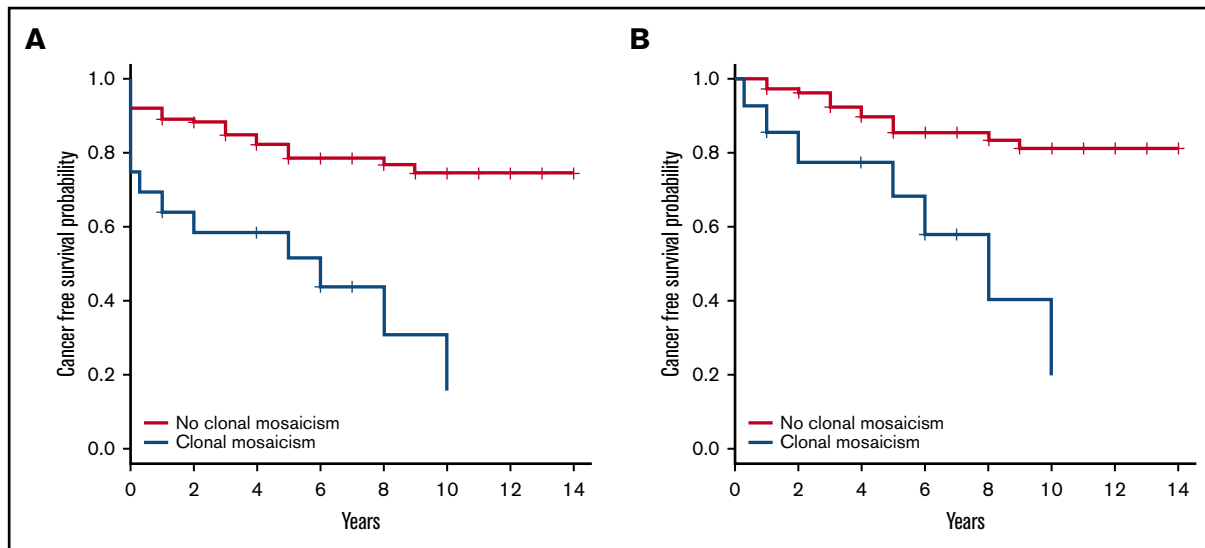 A
Cancer free survival probability
1.0
0.8
0.6
0.4
0.2
0.0
No clonal mosaicism
Clonal mosaicism
0 2 4 6 8 10 12 14
Years
B
Cancer free survival probability
1.0
0.8
0.6
0.4
0.2
0.0
No clonal mosaicism
Clonal mosaicism
0 2 4 6 8 10 12 14
Years